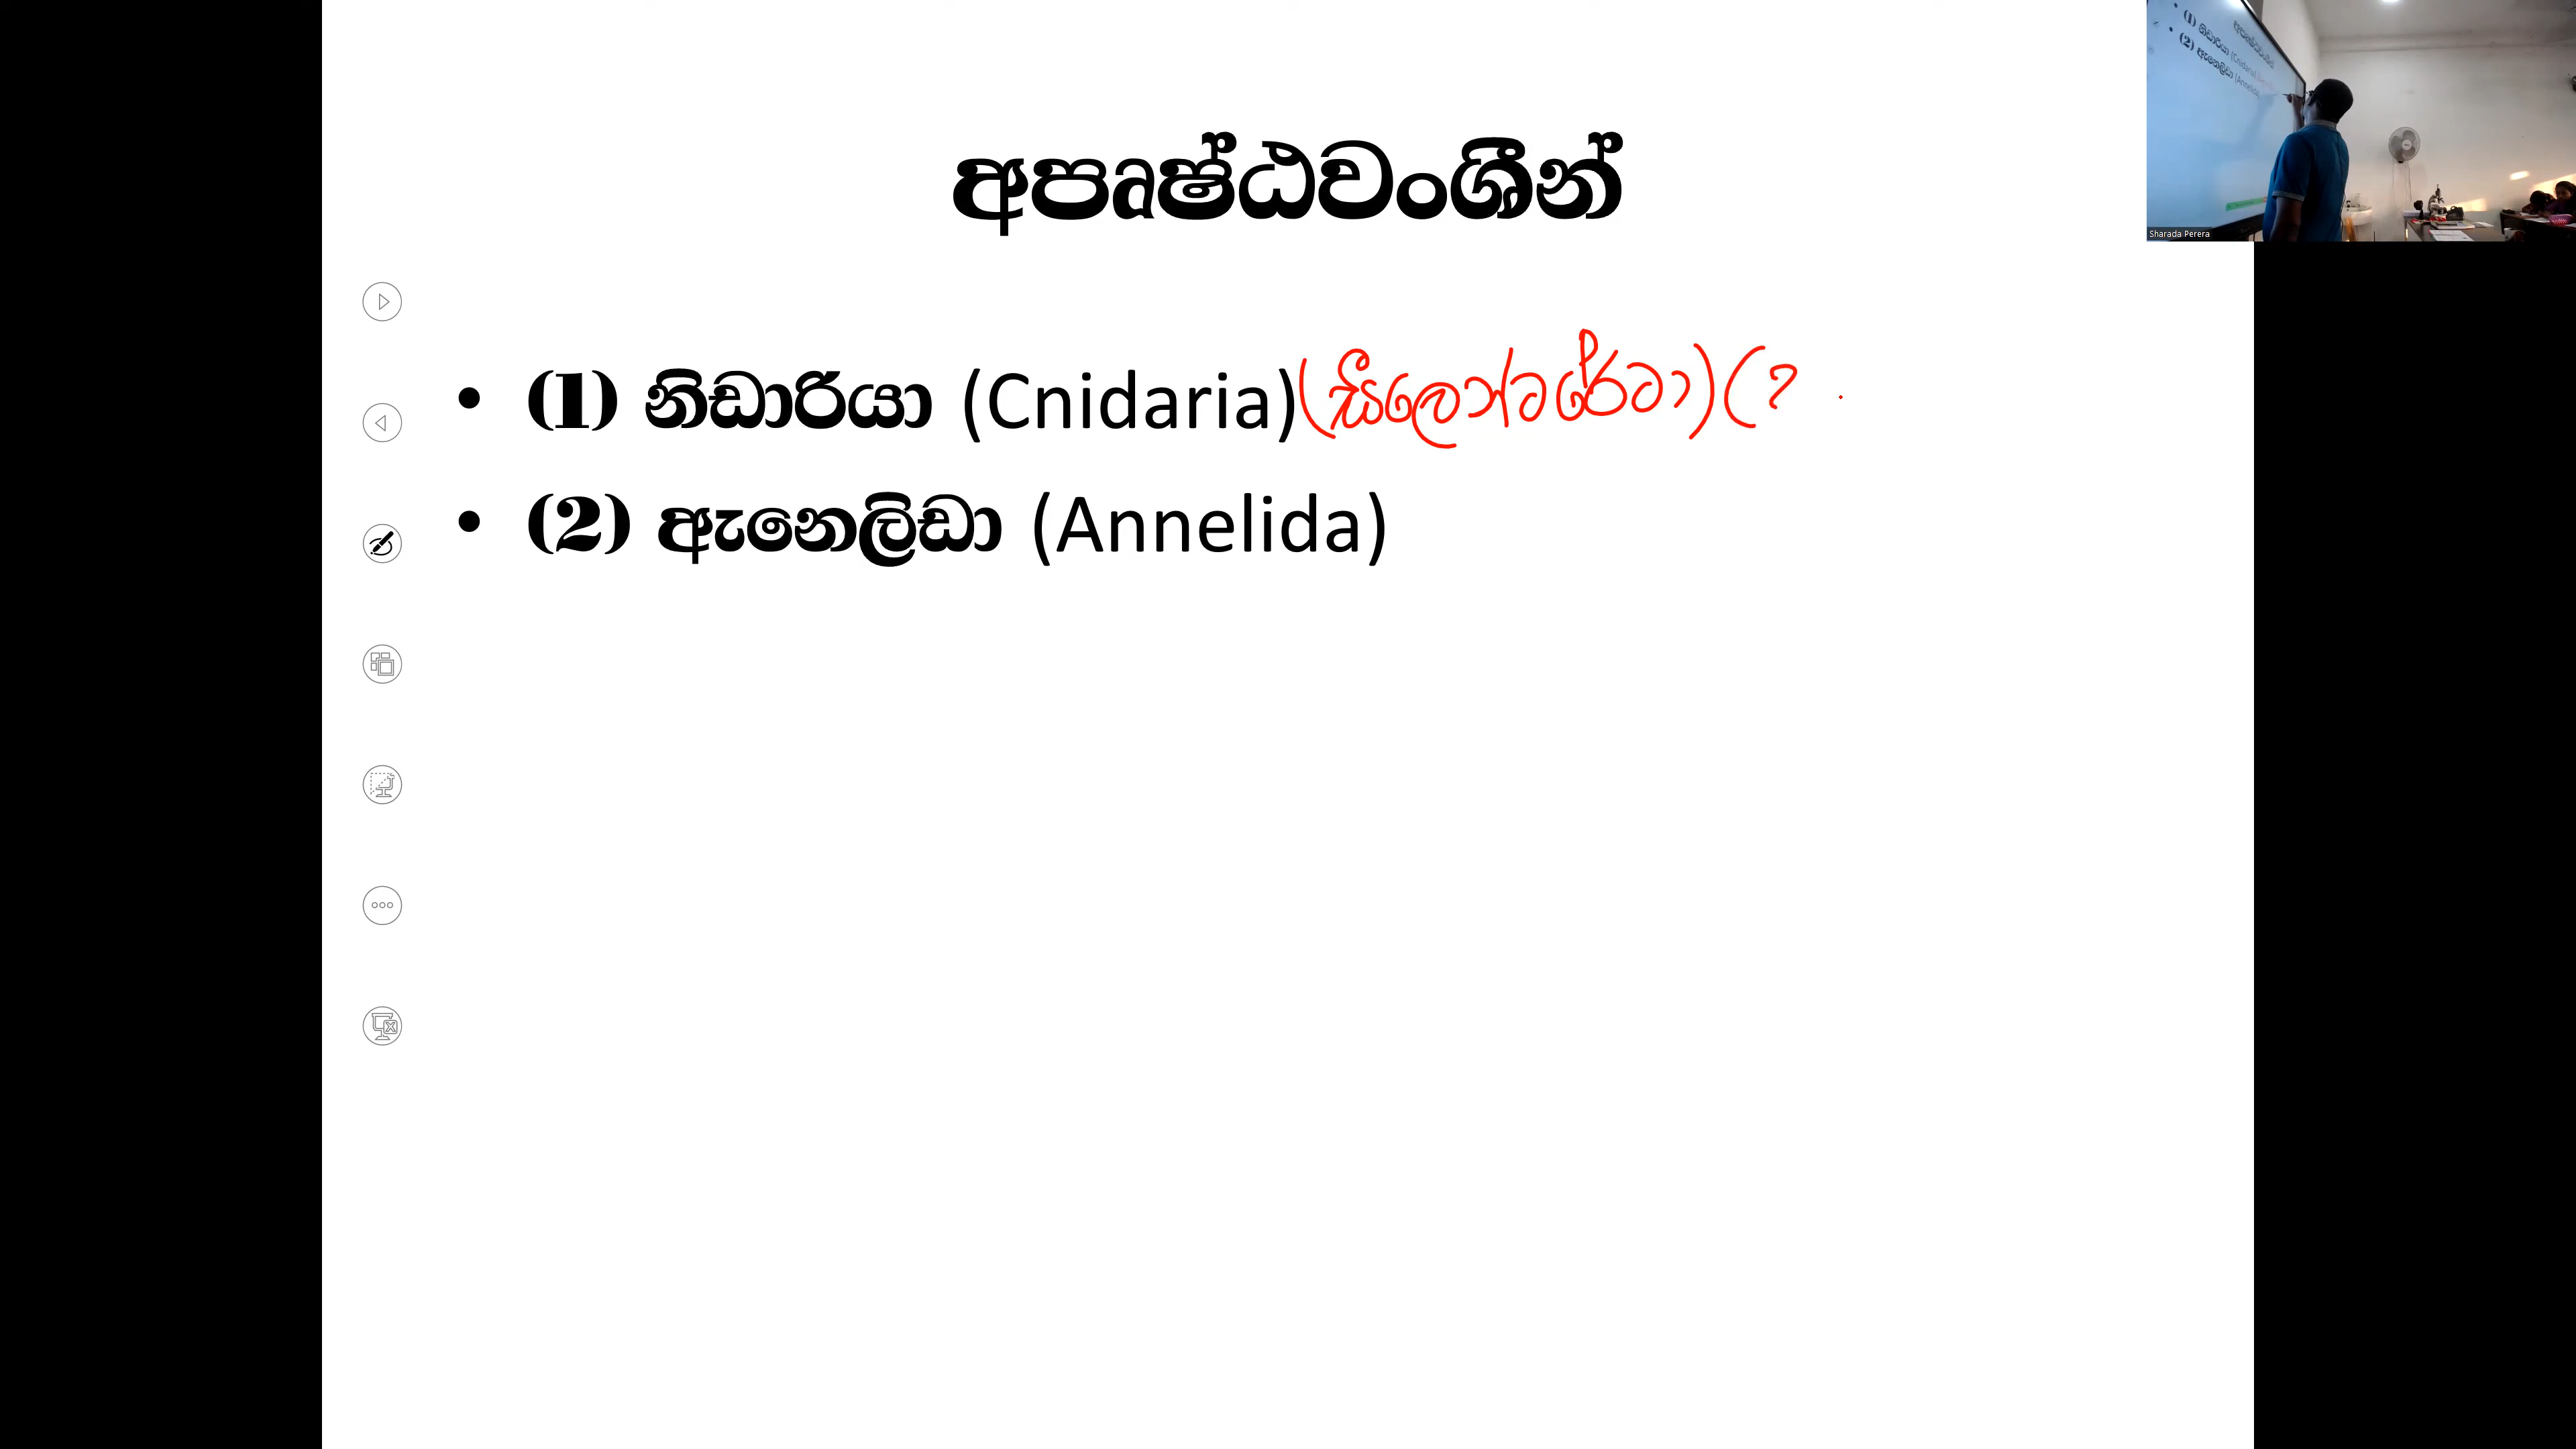 අපෘෂ්ඨවංශීන්
• (1) නිඩාරියා (Cnidaria) (සීලොන්ටරේටා) (?
• (2) ඇනෙලිඩා (Annelida)
Sharada Perera